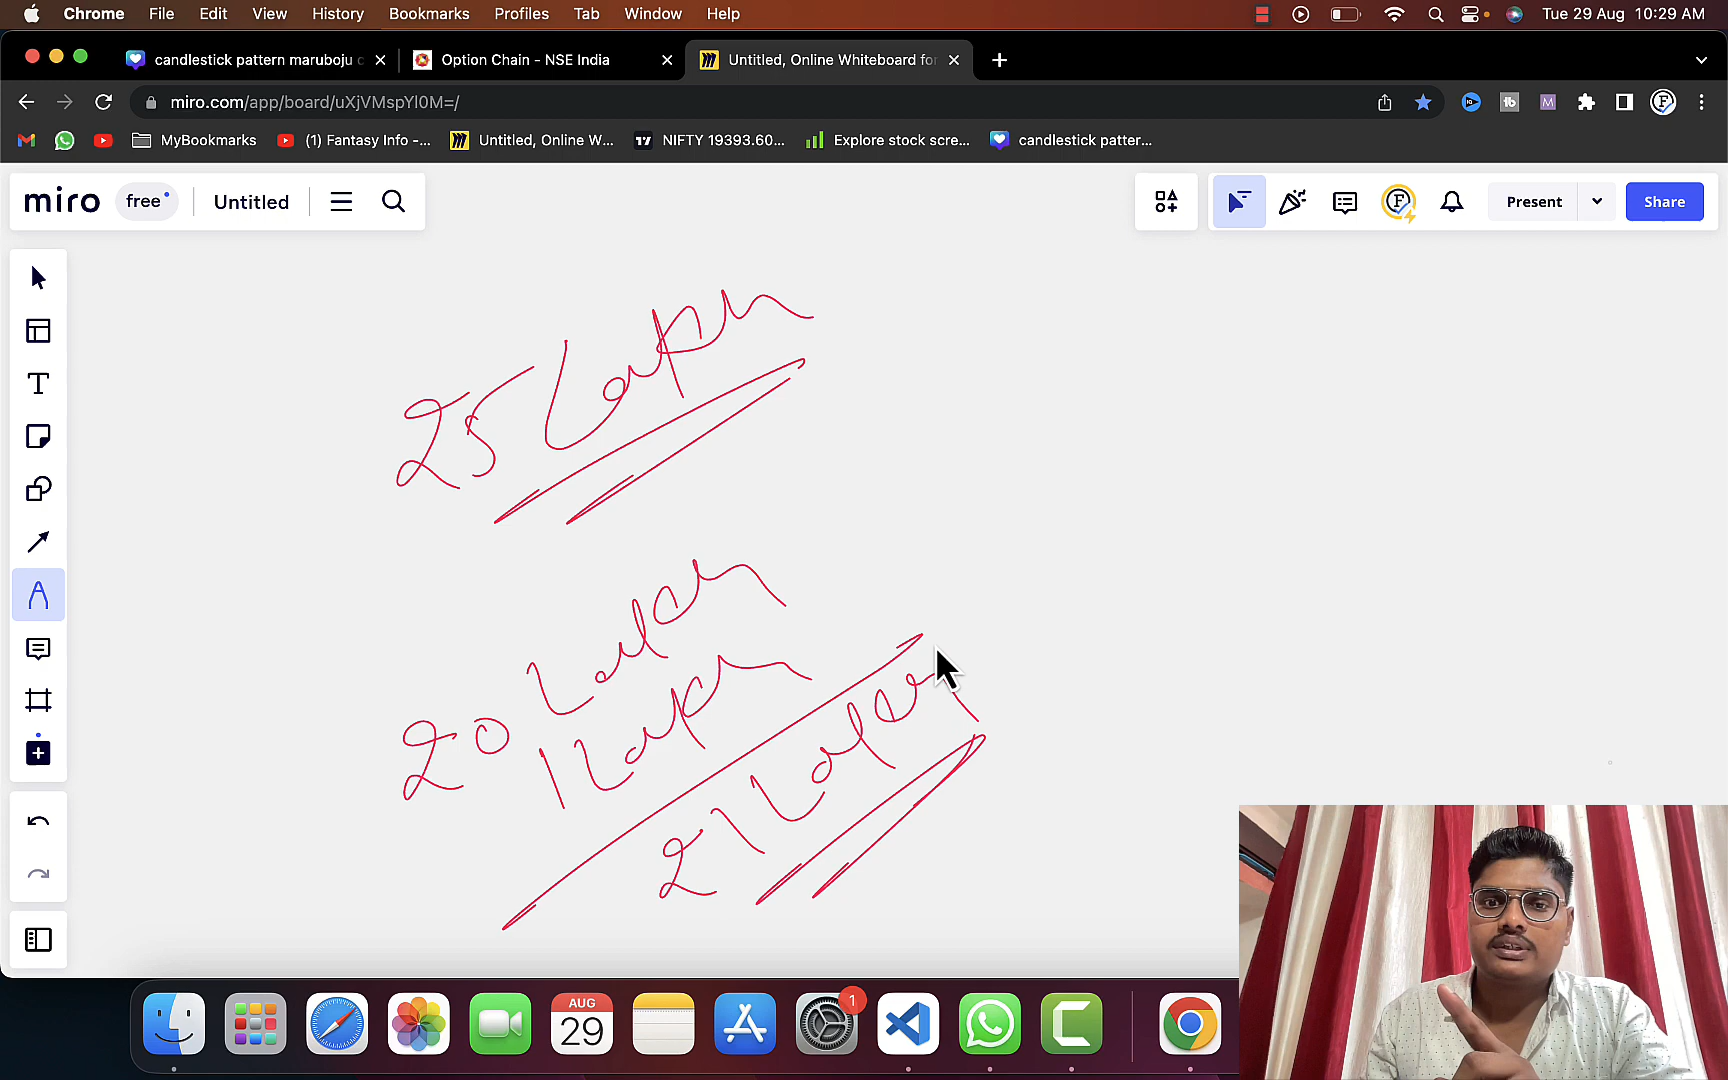 Chrome File Edit View History Bookmarks Profiles Tab Window Help Tue 29 Aug 10:29 AM
candlestick pattern maruboju c Option Chain - NSE India Untitled, Online Whiteboard for
miro.com/app/board/uXjVMspYI0M=/
MyBookmarks (1) Fantasy Info -... Untitled, Online W... NIFTY 19393.60... Explore stock scre... candlestick patter...
miro free Untitled Present Share
25 Lakh
20 Lakh
1 Lakh
21 Lakh
AUG
29
1